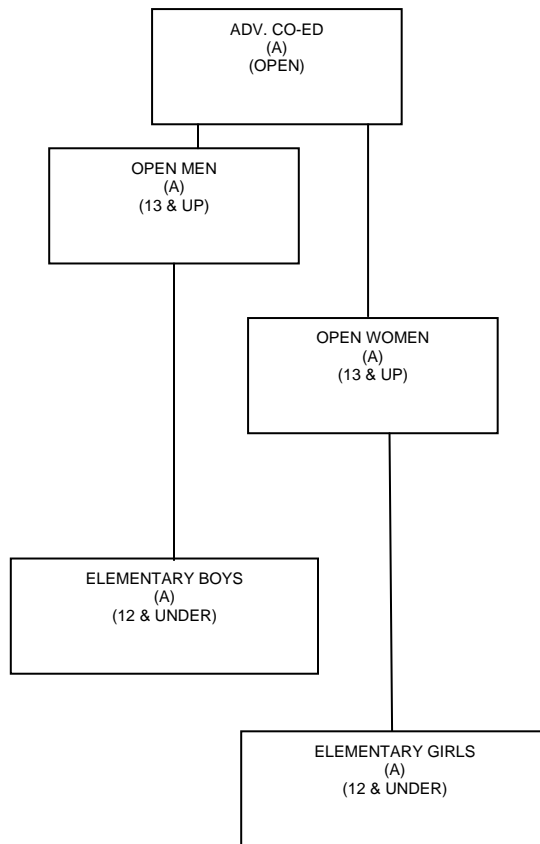 ADV. CO-ED
(A)
(OPEN)
OPEN MEN
(A)
(13 & UP)
OPEN WOMEN
(A)
(13 & UP)
ELEMENTARY BOYS
(A)
(12 & UNDER)
ELEMENTARY GIRLS
(A)
(12 & UNDER)